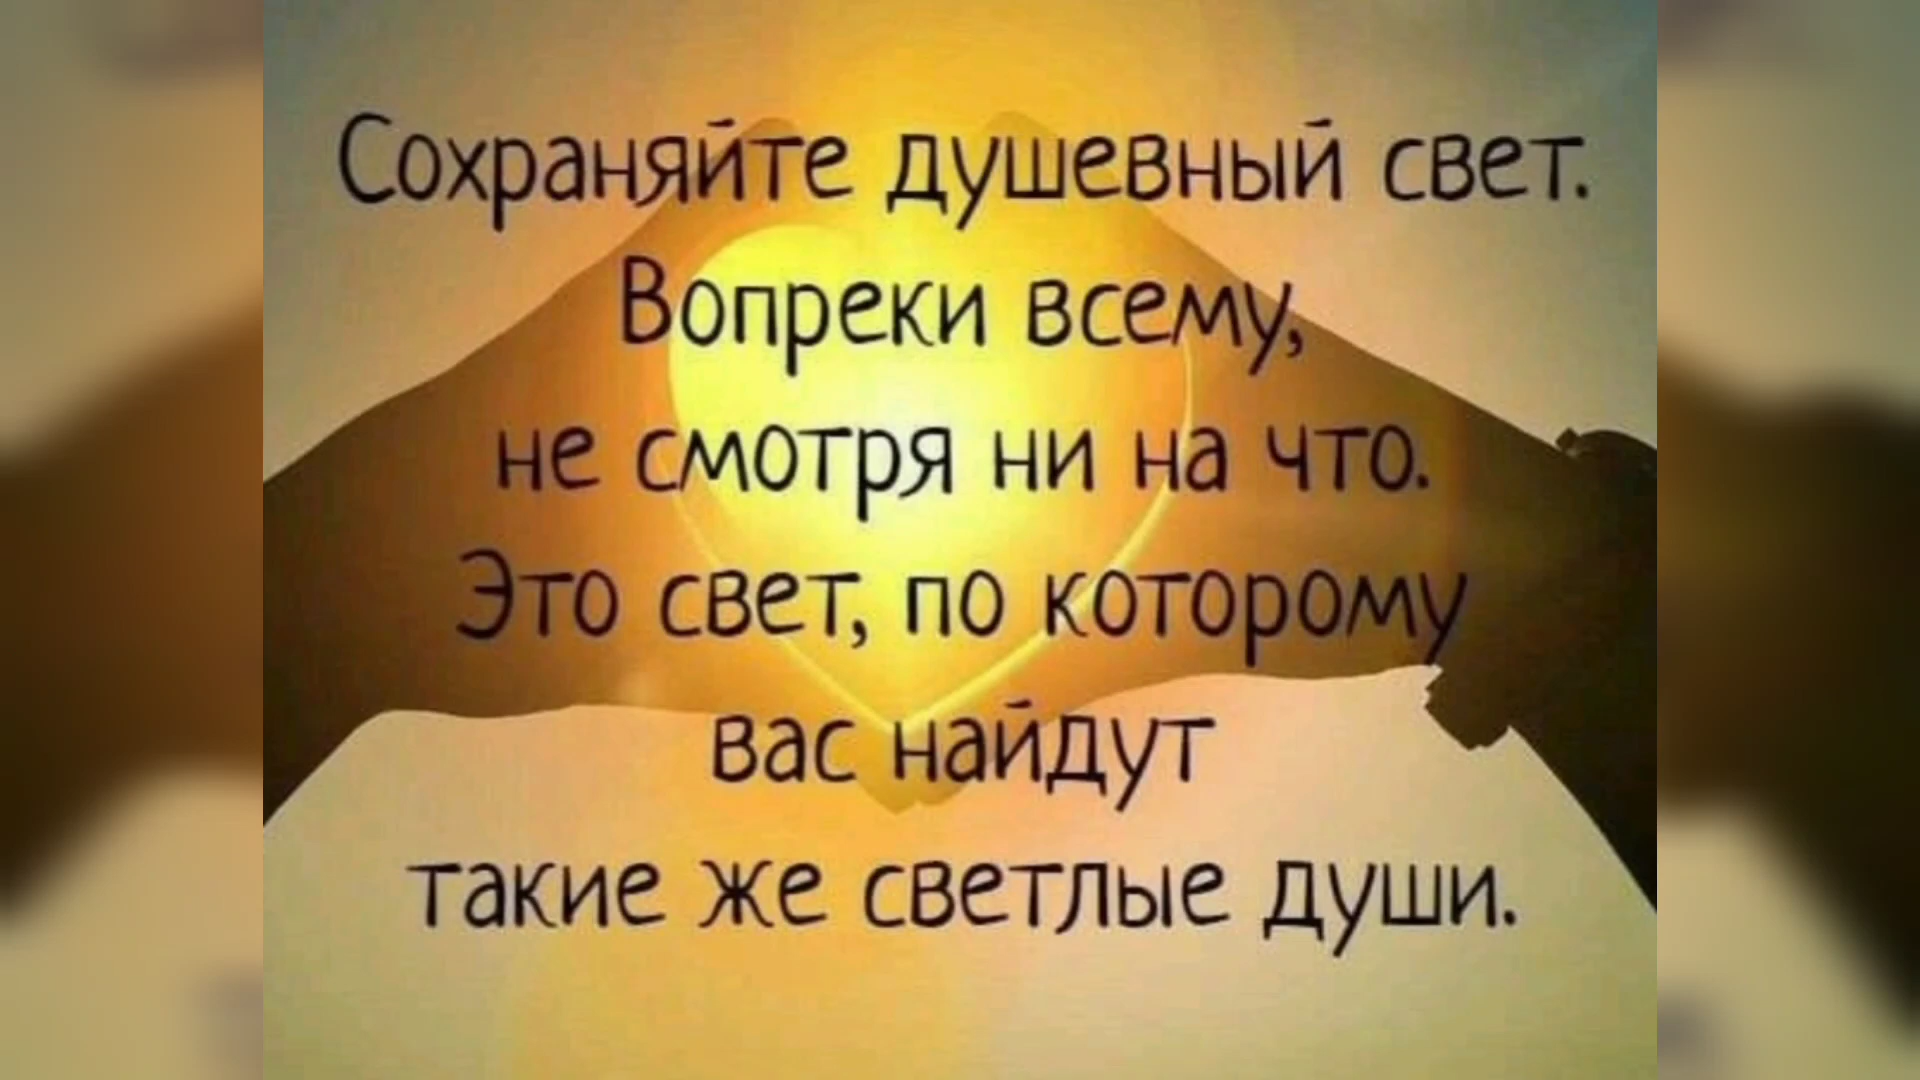 Сохраняйте душевный свет.
Вопреки всему,
не смотря ни на что.
Это свет, по которому
вас найдут
такие же светлые души.